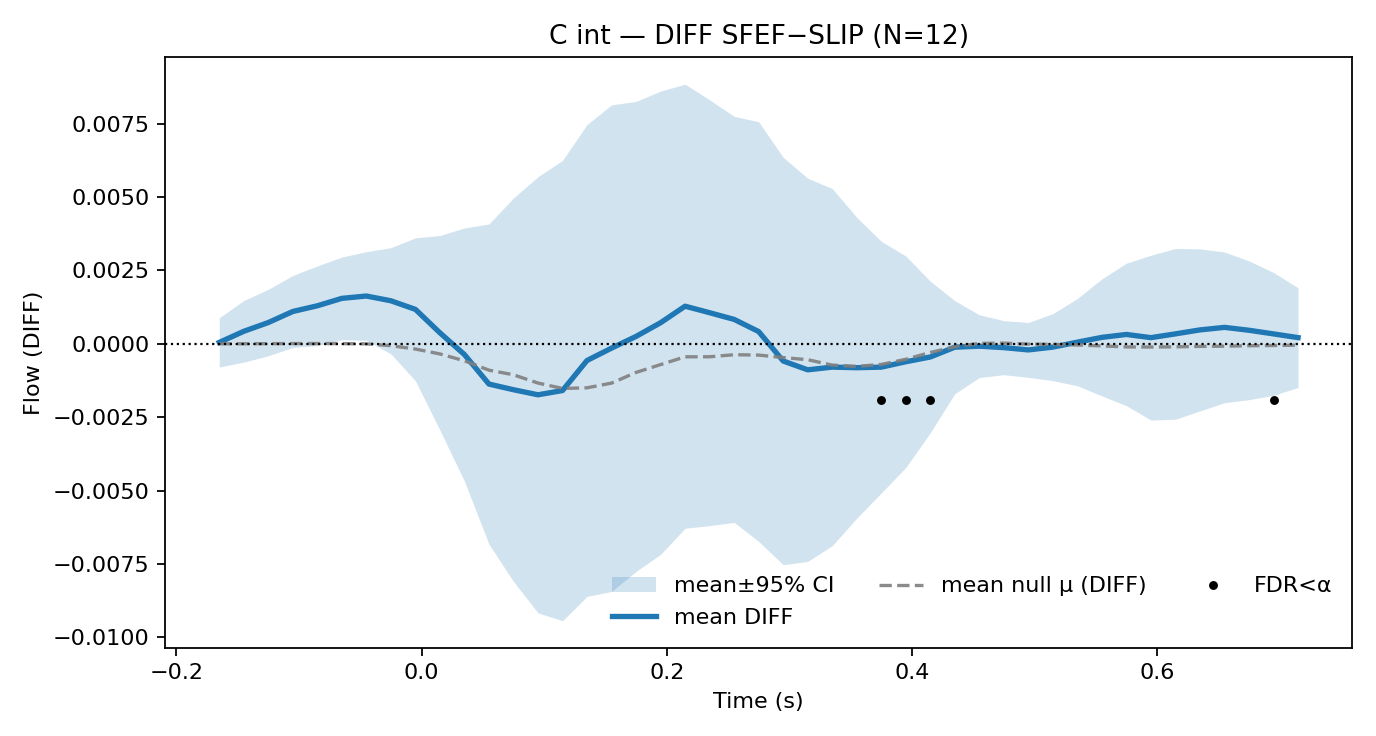 C int — DIFF SFEF−SLIP (N=12)
Flow (DIFF)
0.0075
0.0050
0.0025
0.0000
−0.0025
−0.0050
−0.0075
−0.0100
mean±95% CI
mean DIFF
mean null μ (DIFF)
FDR<α
−0.2 0.0 0.2 0.4 0.6
Time (s)